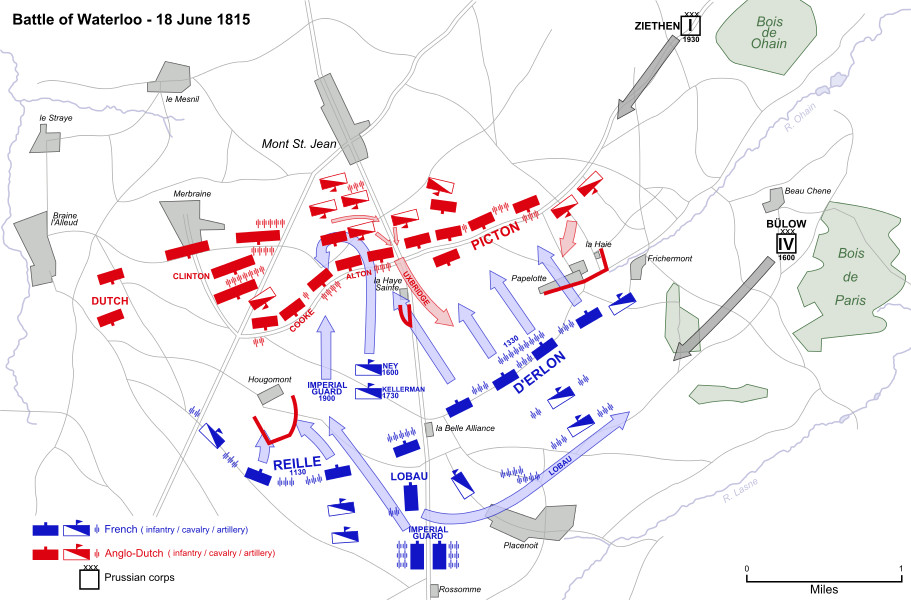 Battle of Waterloo - 18 June 1815
ZIETHEN
XXX
I
1930
Bois
de
Ohain
le Mesnil
le Straye
R. Ohain
Mont St. Jean
Merbraine
Beau Chene
Braine
l'Alleud
BÜLOW
XXX
IV
1600
PICTON
la Haie
Frichermont
Bois
de
Paris
CLINTON
ALTON
la Haye
Sainte
UXBRIDGE
Papelotte
DUTCH
COOKE
1330
D'ERLON
NEY
1600
Hougomont
IMPERIAL
GUARD
1900
KELLERMAN
1730
la Belle Alliance
REILLE
1130
LOBAU
LOBAU
R. Lasne
IMPERIAL
GUARD
Placenoit
French ( infantry / cavalry / artillery)
Anglo-Dutch ( infantry / cavalry / artillery)
XXX
Prussian corps
Rossomme
0 1
Miles